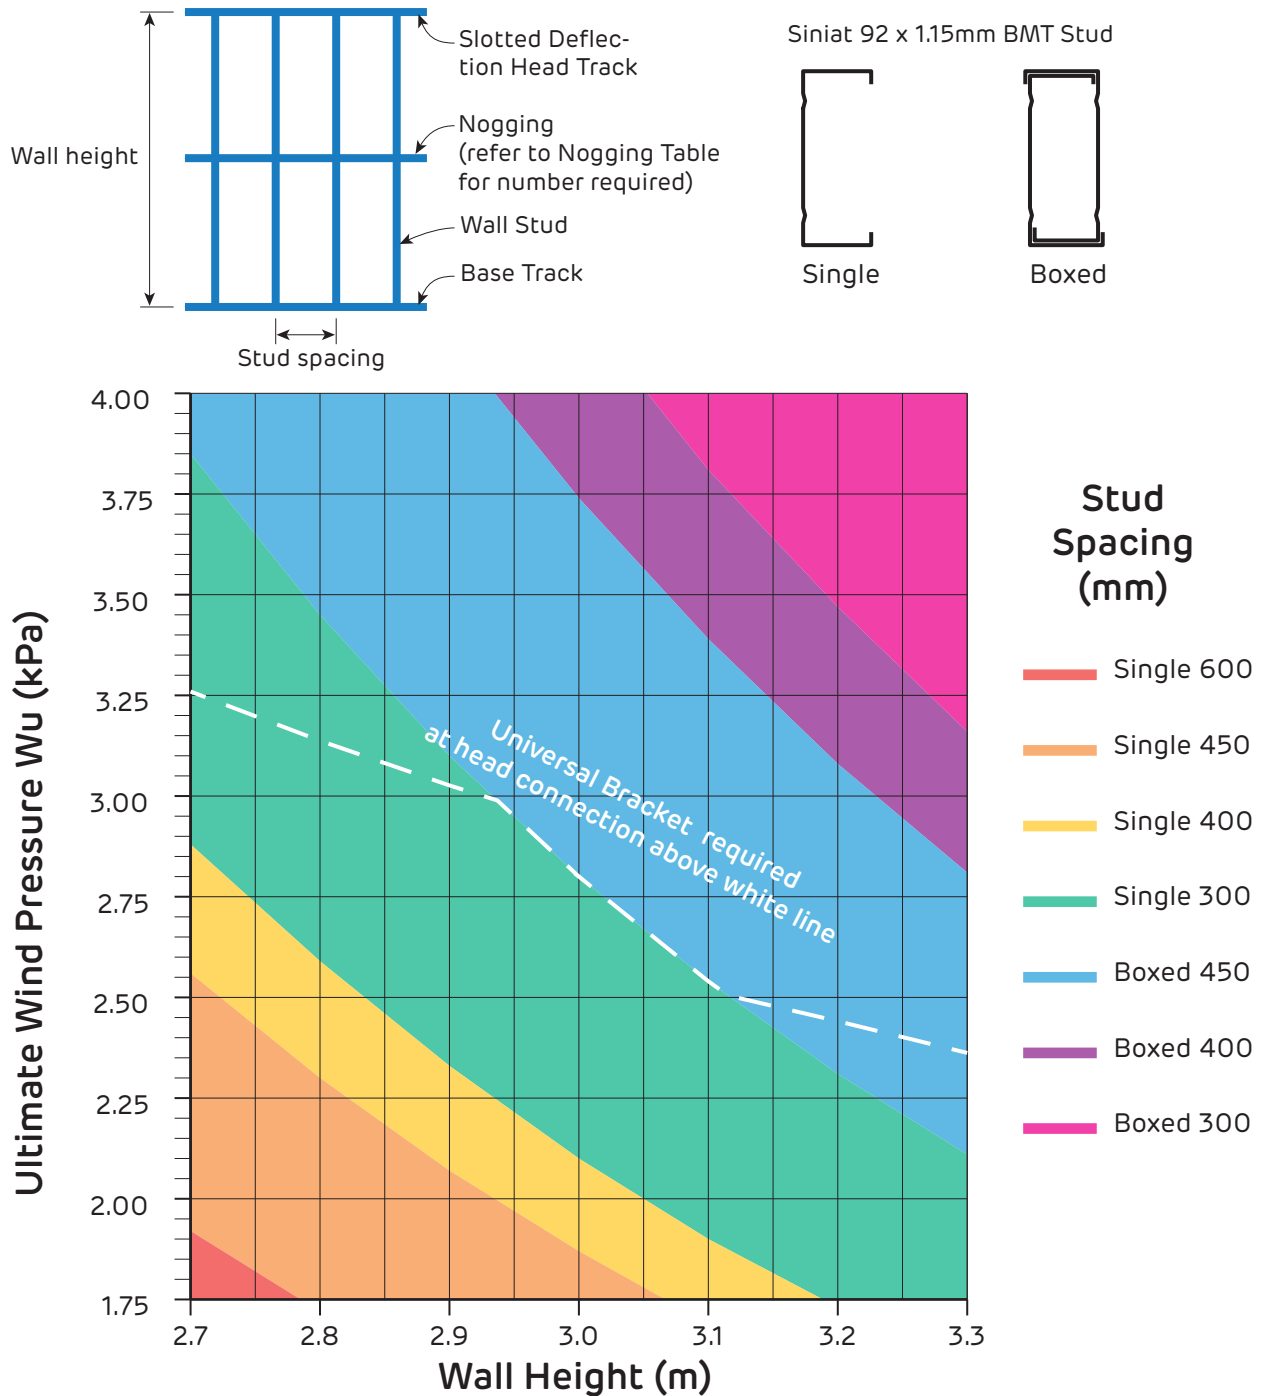 Slotted Deflec-
tion Head Track
Nogging
(refer to Nogging Table
for number required)
Wall height
Wall Stud
Base Track
Stud spacing
Siniat 92 x 1.15mm BMT Stud
Single
Boxed
Ultimate Wind Pressure Wu (kPa)
4.00
3.75
3.50
3.25
3.00
2.75
2.50
2.25
2.00
1.75
Universal Bracket required
at head connection above white line
2.7
2.8
2.9
3.0
3.1
3.2
3.3
Wall Height (m)
Stud
Spacing
(mm)
Single 600
Single 450
Single 400
Single 300
Boxed 450
Boxed 400
Boxed 300